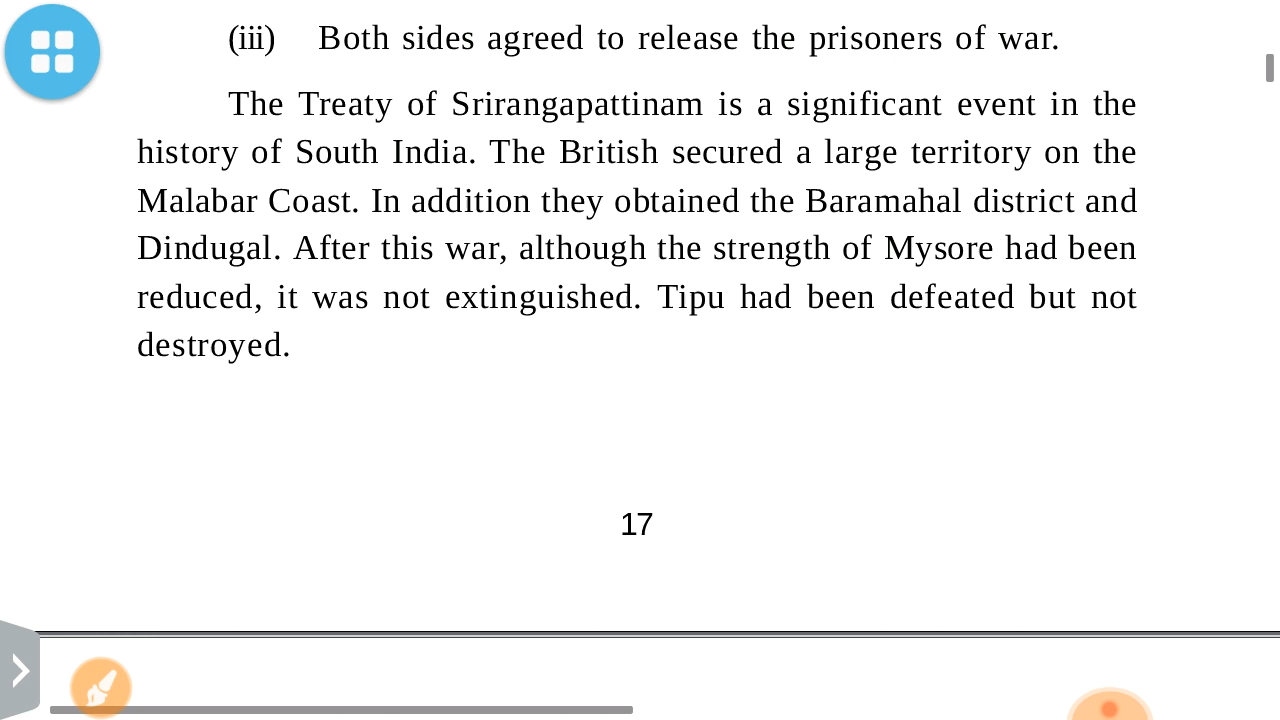 (iii) Both sides agreed to release the prisoners of war.
The Treaty of Srirangapattinam is a significant event in the
history of South India. The British secured a large territory on the
Malabar Coast. In addition they obtained the Baramahal district and
Dindugal. After this war, although the strength of Mysore had been
reduced, it was not extinguished. Tipu had been defeated but not
destroyed.
17